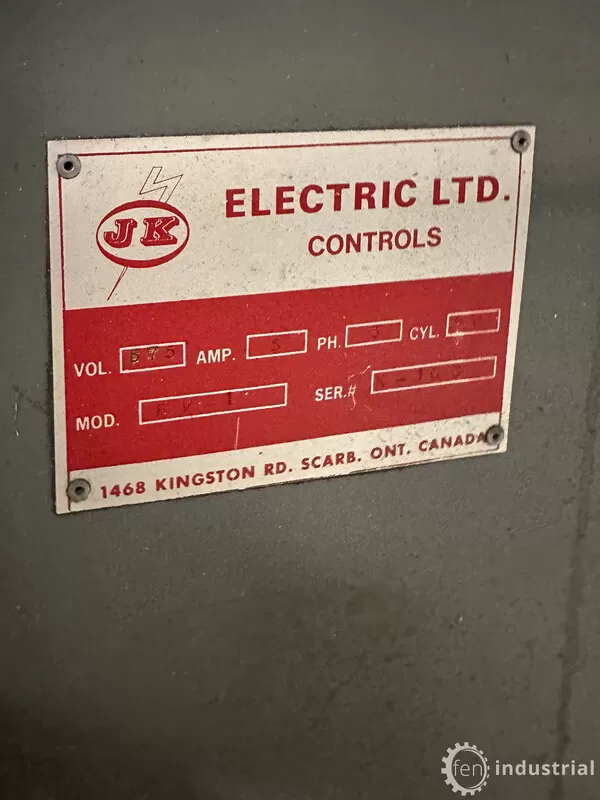 JK
ELECTRIC LTD.
CONTROLS
VOL. 575 AMP. 5 PH. 3 CYL.
MOD. SER.#
1468 KINGSTON RD. SCARB. ONT. CANADA
fen industrial